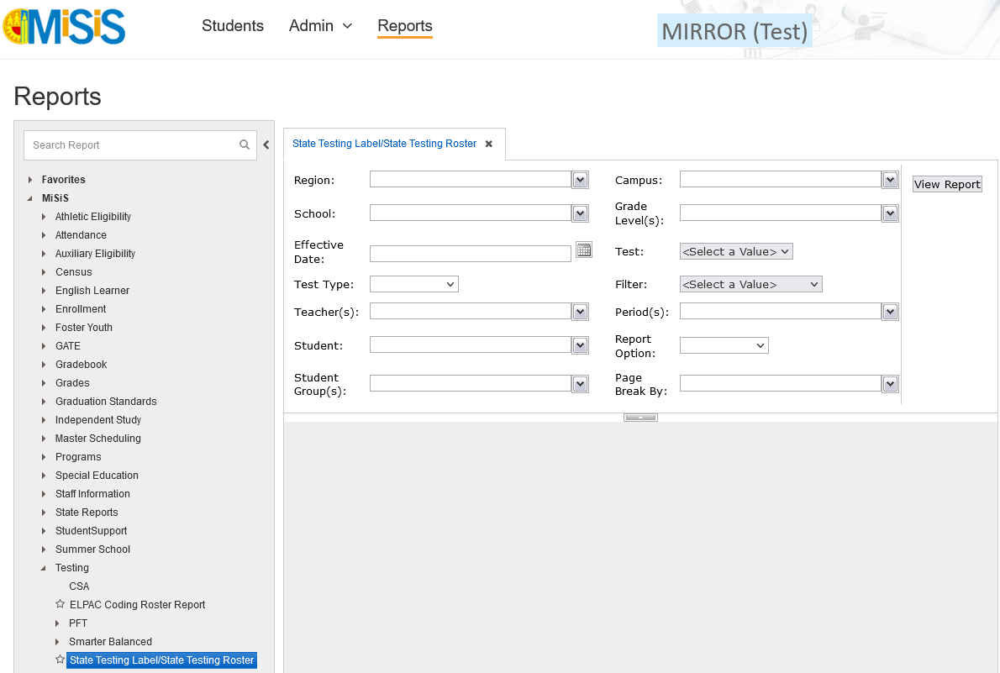 MiSiS
Students
Admin
Reports
MIRROR (Test)
Reports
Search Report
Favorites
MiSiS
Athletic Eligibility
Attendance
Auxiliary Eligibility
Census
English Learner
Enrollment
Foster Youth
GATE
Gradebook
Grades
Graduation Standards
Independent Study
Master Scheduling
Programs
Special Education
Staff Information
State Reports
StudentSupport
Summer School
Testing
CSA
ELPAC Coding Roster Report
PFT
Smarter Balanced
State Testing Label/State Testing Roster
State Testing Label/State Testing Roster
Region:
Campus:
View Report
School:
Grade
Level(s):
Effective
Date:
Test:
<Select a Value>
Test Type:
Filter:
<Select a Value>
Teacher(s):
Period(s):
Student:
Report
Option:
Student
Group(s):
Page
Break By: